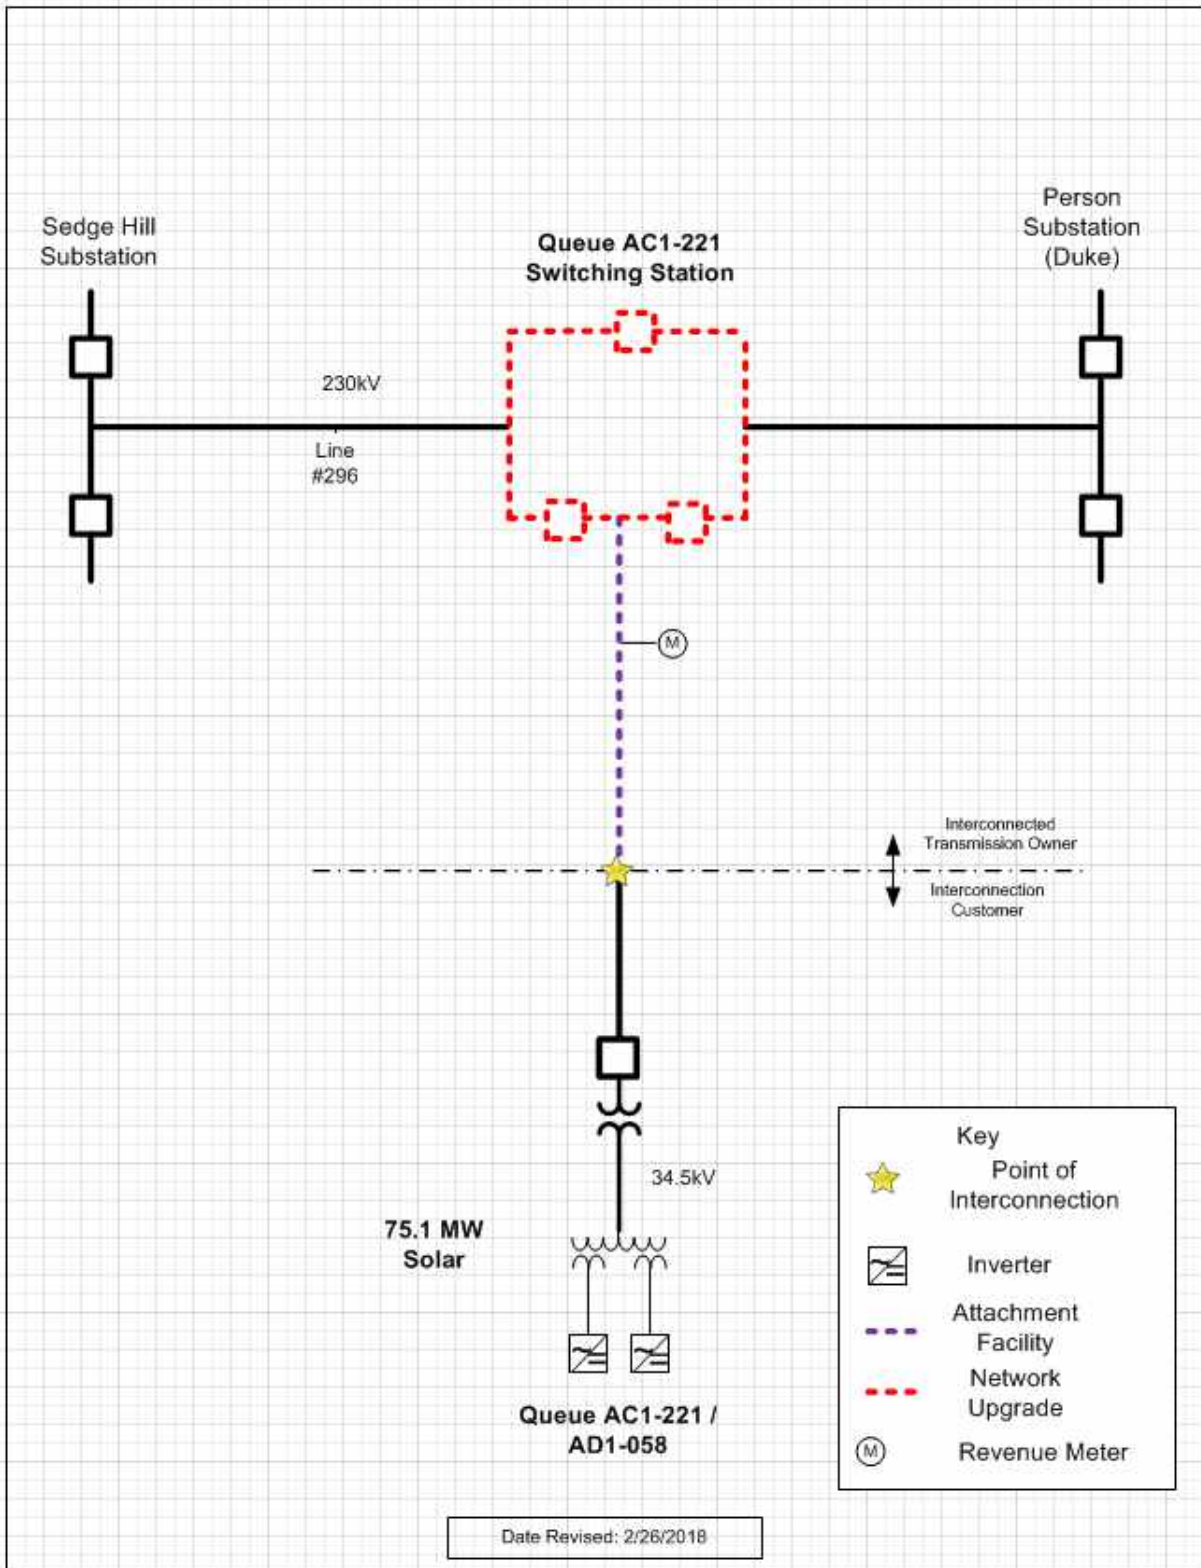 Sedge Hill
Substation
Queue AC1-221
Switching Station
Person
Substation
(Duke)
230kV
Line
#296
M
Interconnected
Transmission Owner
Interconnection
Customer
34.5kV
75.1 MW
Solar
Queue AC1-221 /
AD1-058
Key
Point of
Interconnection
Inverter
Attachment
Facility
Network
Upgrade
M
Revenue Meter
Date Revised: 2/26/2018